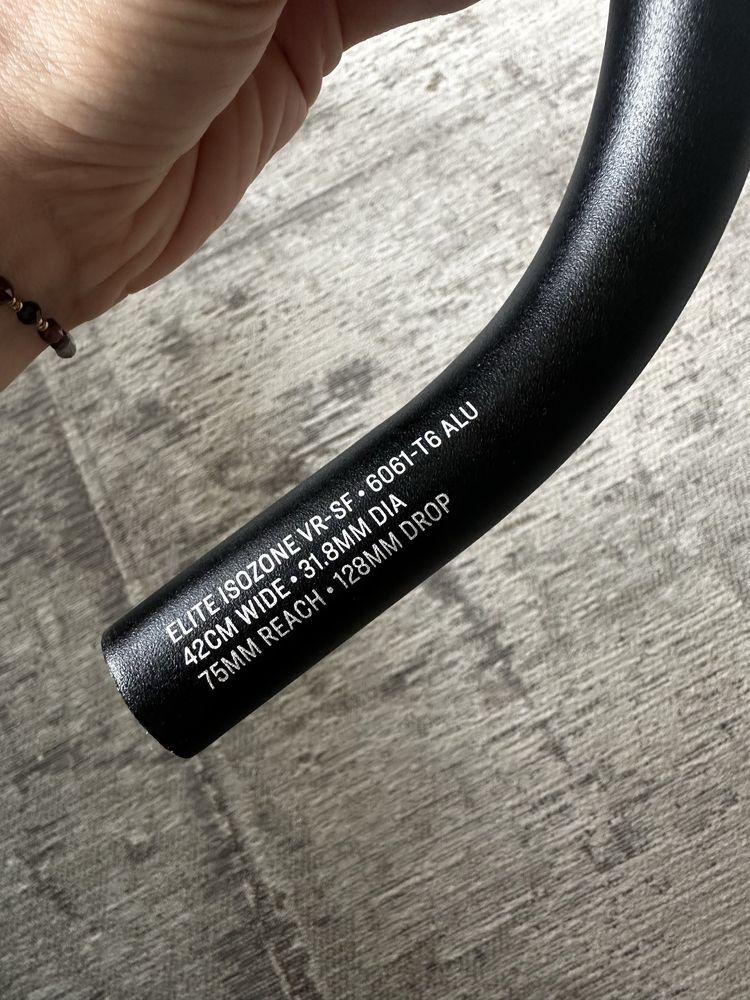 ELITE ISOZONE VR-SF • 6061-T6 ALU
42CM WIDE • 31.8MM DIA
75MM REACH • 128MM DROP